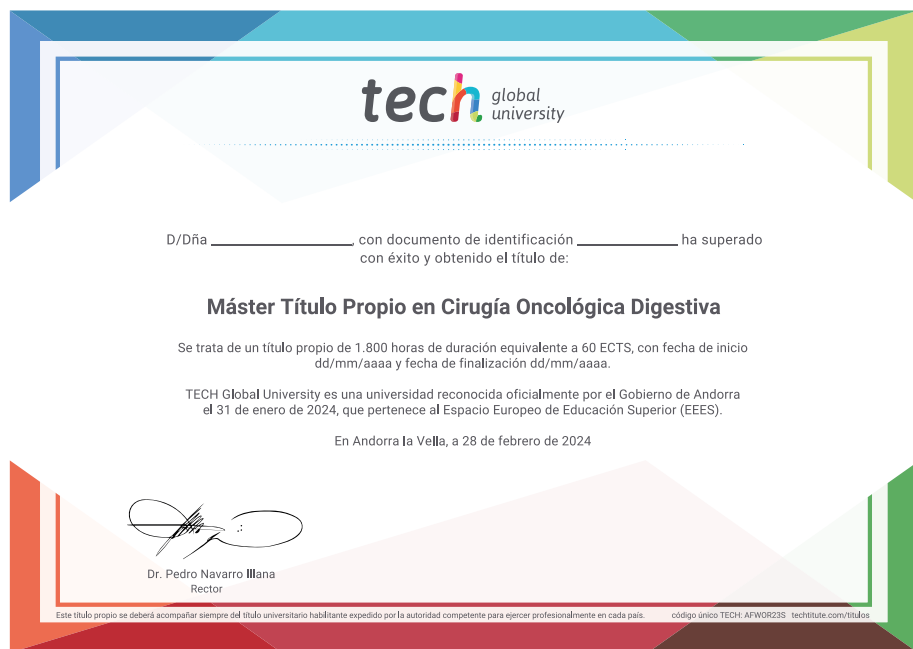 tech global university
D/Dña ____________________, con documento de identificación ______________ ha superado
con éxito y obtenido el título de:
Máster Título Propio en Cirugía Oncológica Digestiva
Se trata de un título propio de 1.800 horas de duración equivalente a 60 ECTS, con fecha de inicio
dd/mm/aaaa y fecha de finalización dd/mm/aaaa.
TECH Global University es una universidad reconocida oficialmente por el Gobierno de Andorra
el 31 de enero de 2024, que pertenece al Espacio Europeo de Educación Superior (EEES).
En Andorra la Vella, a 28 de febrero de 2024
Dr. Pedro Navarro Illana
Rector
Este título propio se deberá acompañar siempre del título universitario habilitante expedido por la autoridad competente para ejercer profesionalmente en cada país. código único TECH: AFWOR23S techtitute.com/titulos